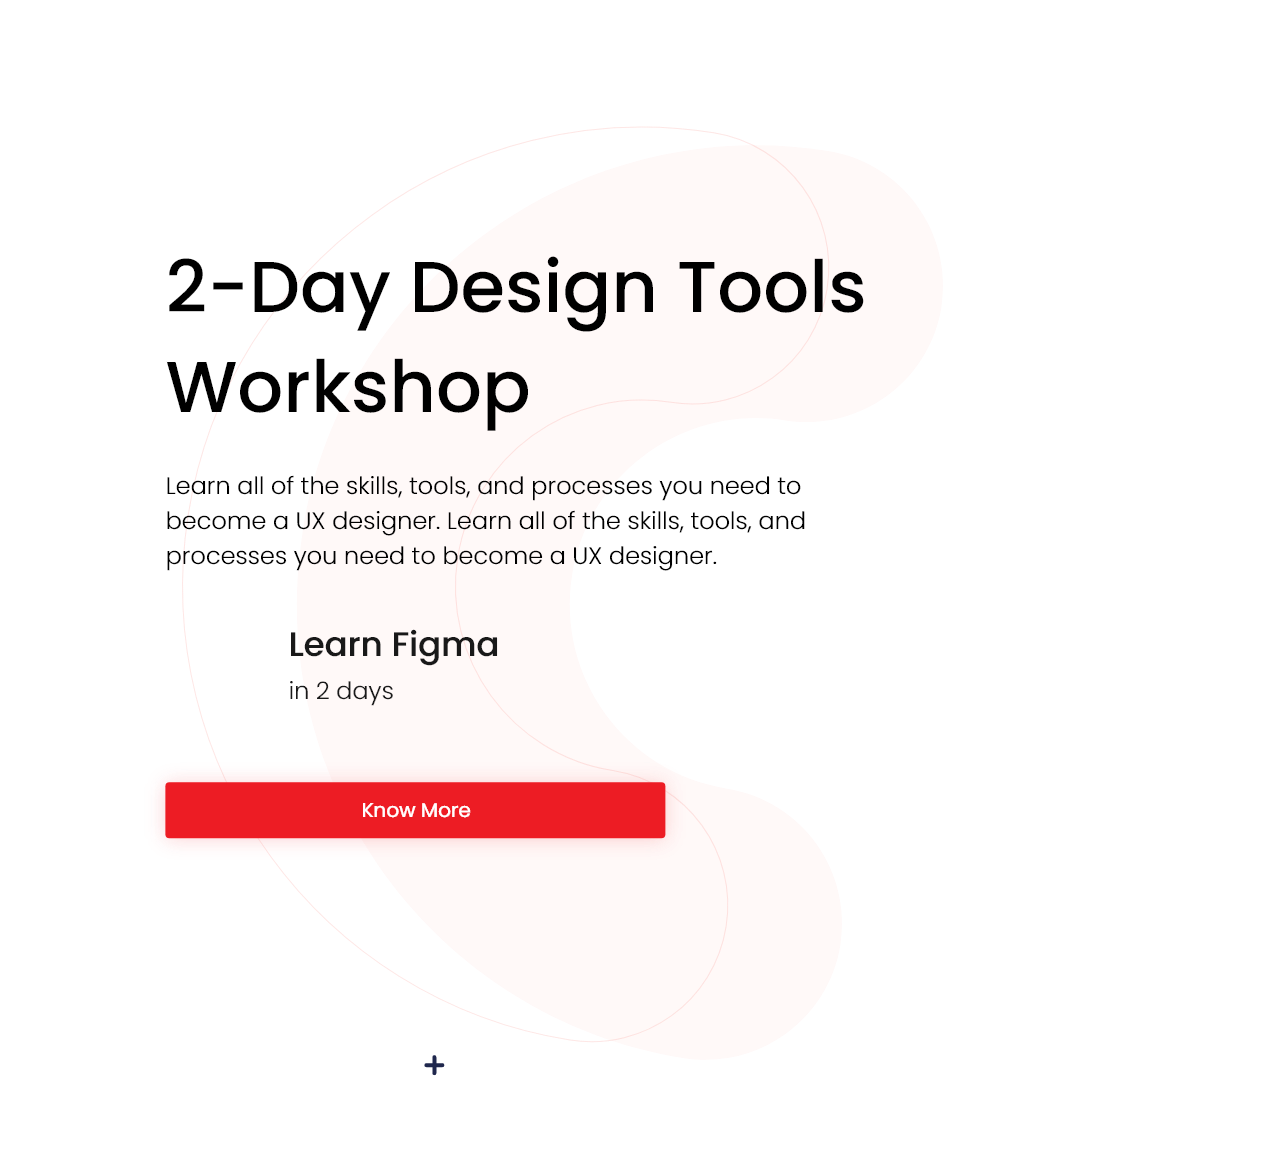 2-Day Design Tools
Workshop
Learn all of the skills, tools, and processes you need to
become a UX designer. Learn all of the skills, tools, and
processes you need to become a UX designer.
Learn Figma
in 2 days
Know More